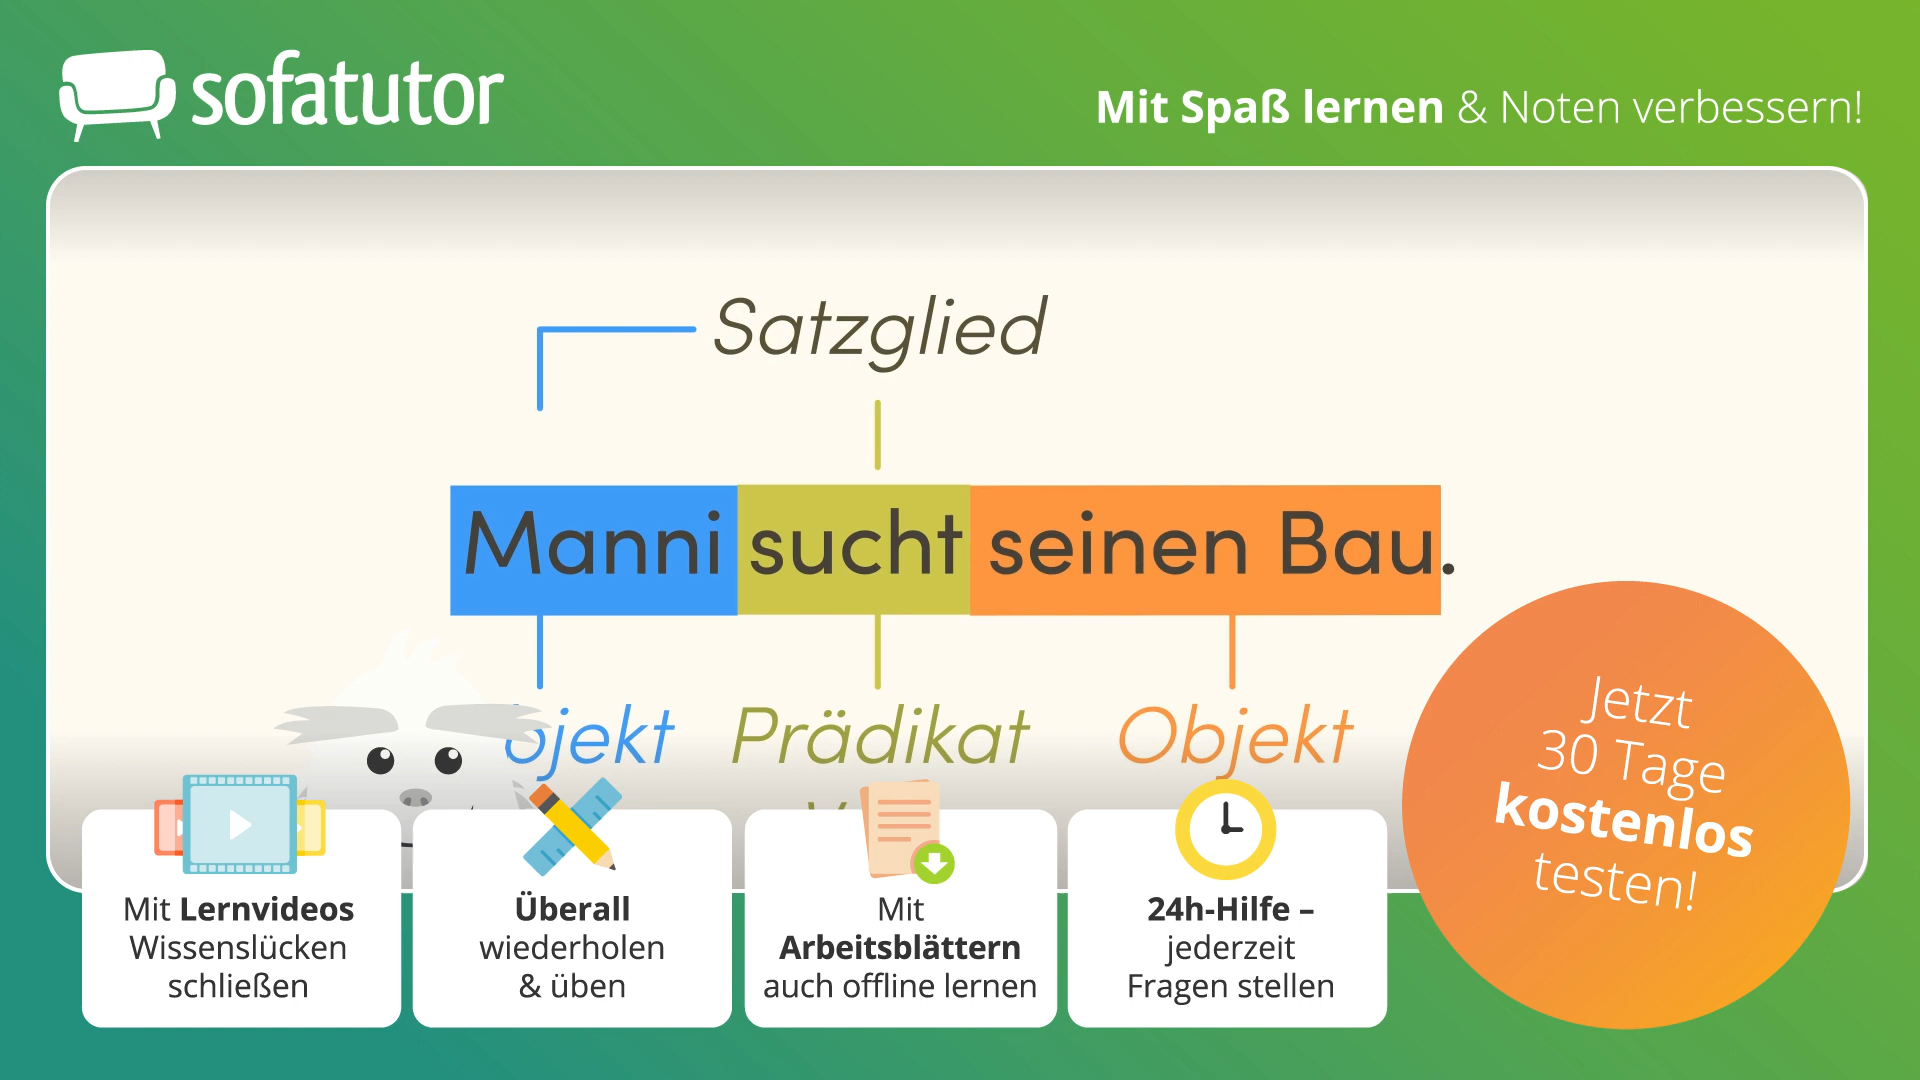 sofatutor
Mit Spaß lernen & Noten verbessern!
Satzglied
Manni sucht seinen Bau.
bjekt Prädikat Objekt
Jetzt
30 Tage
kostenlos
testen!
Mit Lernvideos
Wissenslücken
schließen
Überall
wiederholen
& üben
Mit
Arbeitsblättern
auch offline lernen
24h-Hilfe –
jederzeit
Fragen stellen